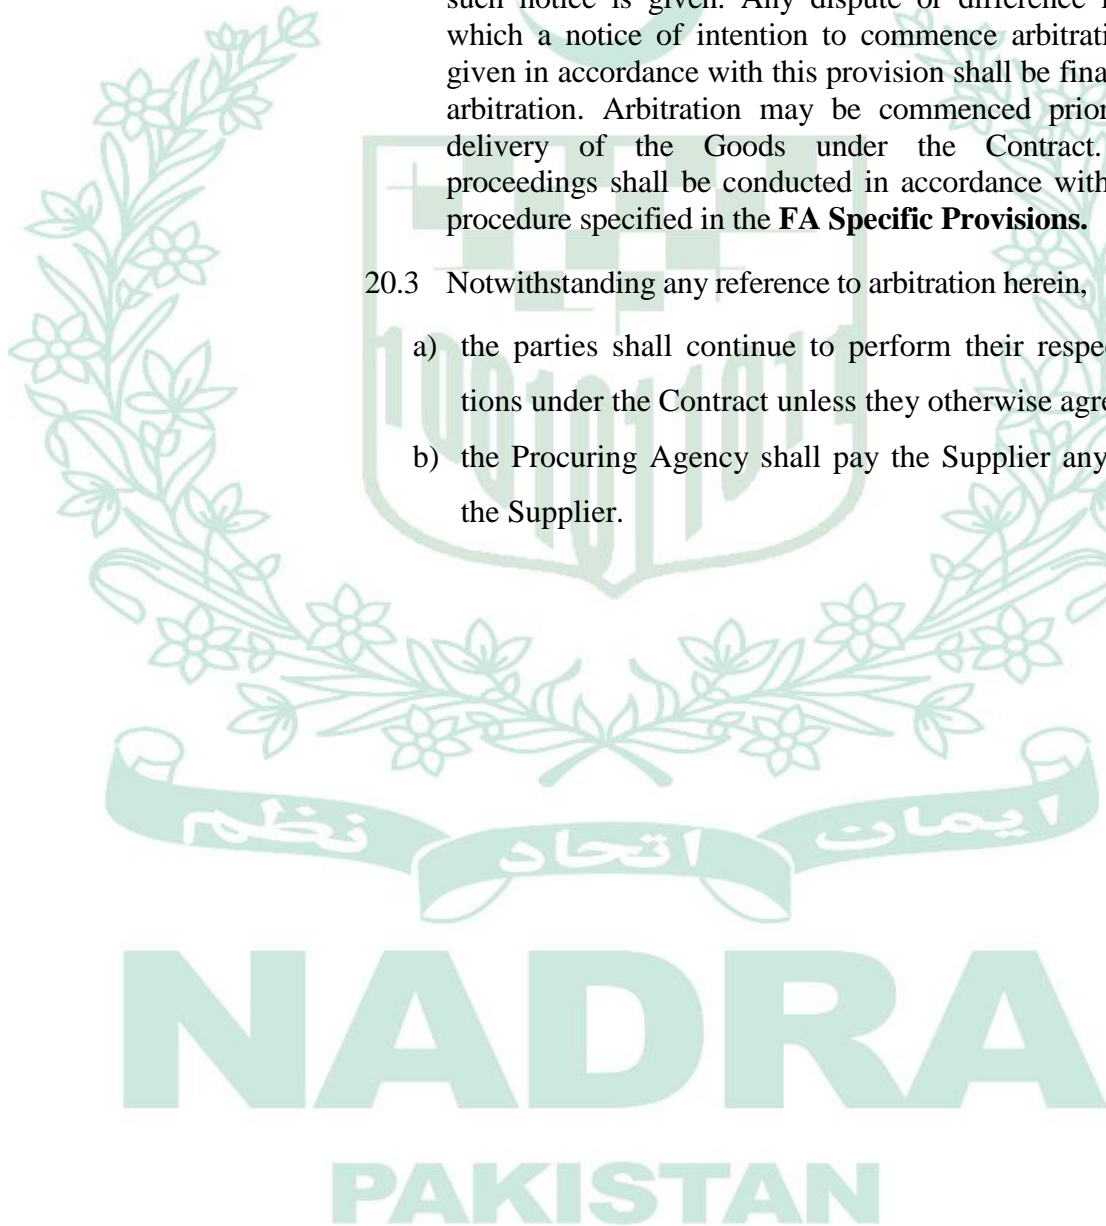 such notice is given. Any dispute or difference
which a notice of intention to commence
given in accordance with this provision shall be
arbitration. Arbitration may be commenced prior
delivery of the Goods under the Contract.
proceedings shall be conducted in accordance with
procedure specified in the FA Specific Provisions.
20.3 Notwithstanding any reference to arbitration herein,
a) the parties shall continue to perform their
tions under the Contract unless they otherwise
b) the Procuring Agency shall pay the Supplier any
the Supplier.
1001011011
ایمان اتحاد نظم
NADRA
PAKISTAN